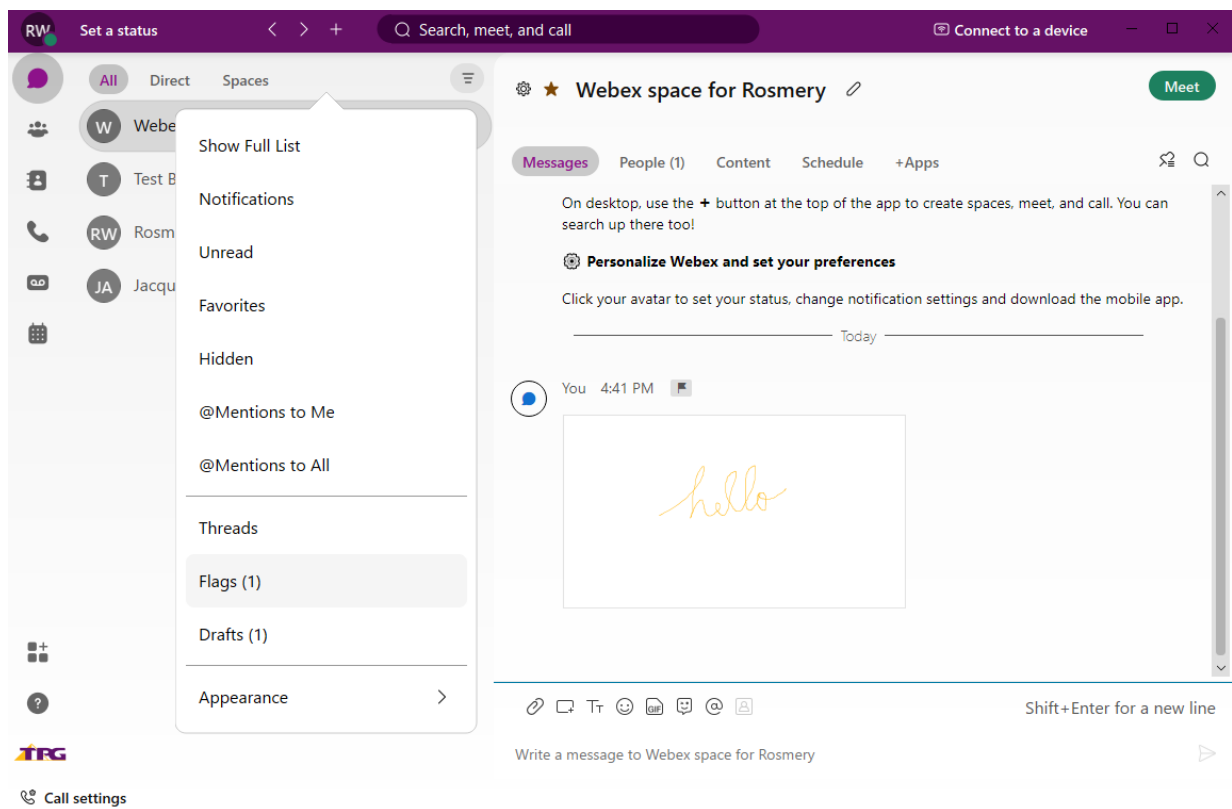 RW Set a status Search, meet, and call Connect to a device
All Direct Spaces
W Webe
T Test B
RW Rosm
JA Jacqu
Show Full List
Notifications
Unread
Favorites
Hidden
@Mentions to Me
@Mentions to All
Threads
Flags (1)
Drafts (1)
Appearance
Webex space for Rosmery Meet
Messages People (1) Content Schedule +Apps
On desktop, use the + button at the top of the app to create spaces, meet, and call. You can
search up there too!
Personalize Webex and set your preferences
Click your avatar to set your status, change notification settings and download the mobile app.
Today
You 4:41 PM
hello
GIF Shift+Enter for a new line
Write a message to Webex space for Rosmery
TPG
Call settings